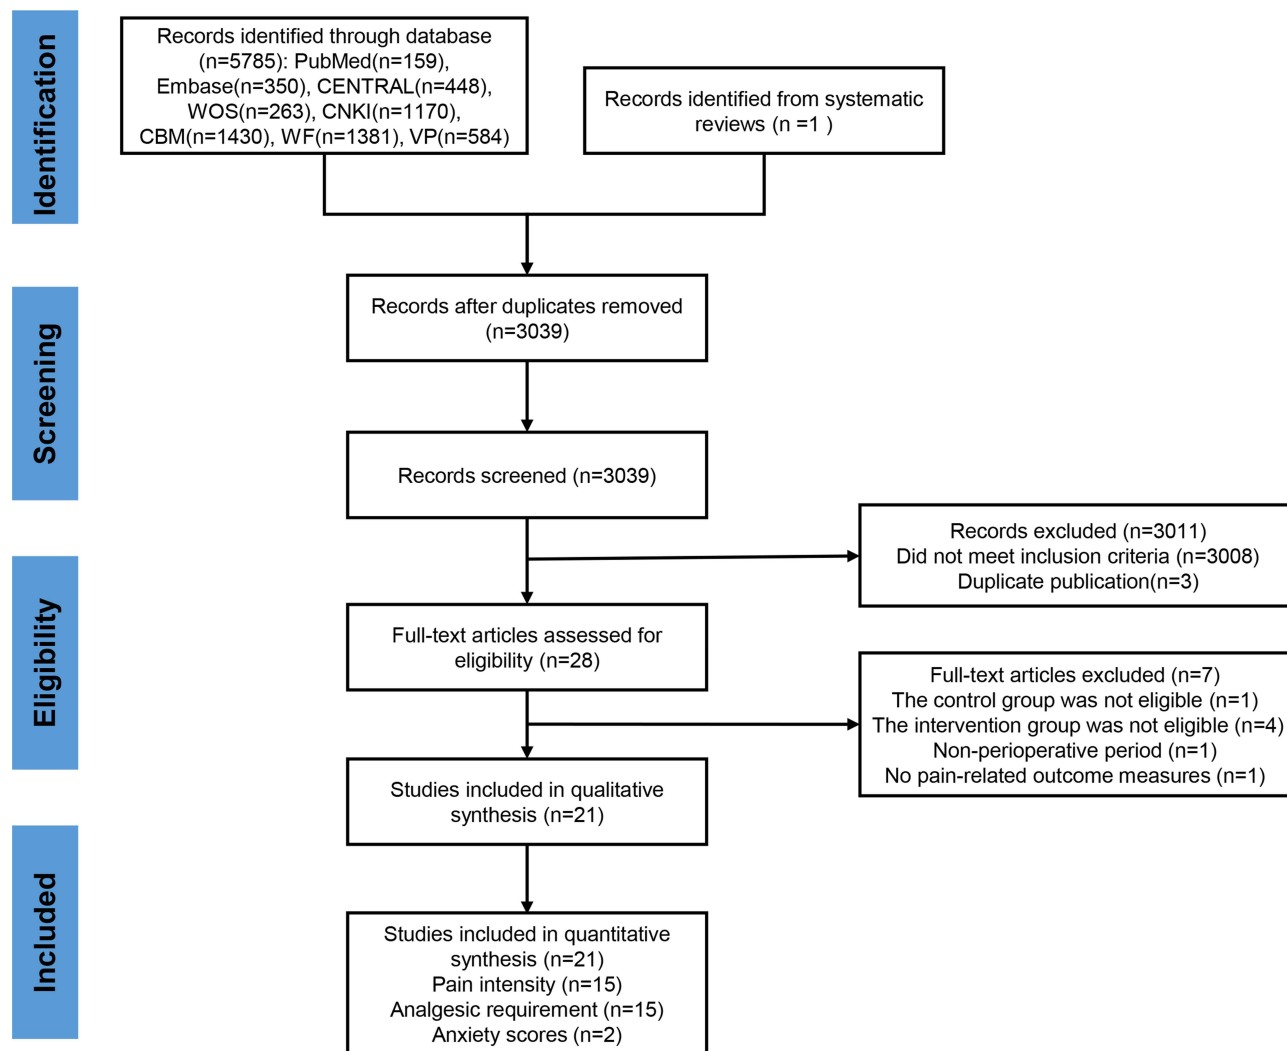 Identification
Records identified through database
(n=5785): PubMed(n=159),
Embase(n=350), CENTRAL(n=448),
WOS(n=263), CNKI(n=1170),
CBM(n=1430), WF(n=1381), VP(n=584)
Records identified from systematic
reviews (n =1 )
Screening
Records after duplicates removed
(n=3039)
Records screened (n=3039)
Records excluded (n=3011)
Did not meet inclusion criteria (n=3008)
Duplicate publication(n=3)
Eligibility
Full-text articles assessed for
eligibility (n=28)
Full-text articles excluded (n=7)
The control group was not eligible (n=1)
The intervention group was not eligible (n=4)
Non-perioperative period (n=1)
No pain-related outcome measures (n=1)
Studies included in qualitative
synthesis (n=21)
Included
Studies included in quantitative
synthesis (n=21)
Pain intensity (n=15)
Analgesic requirement (n=15)
Anxiety scores (n=2)